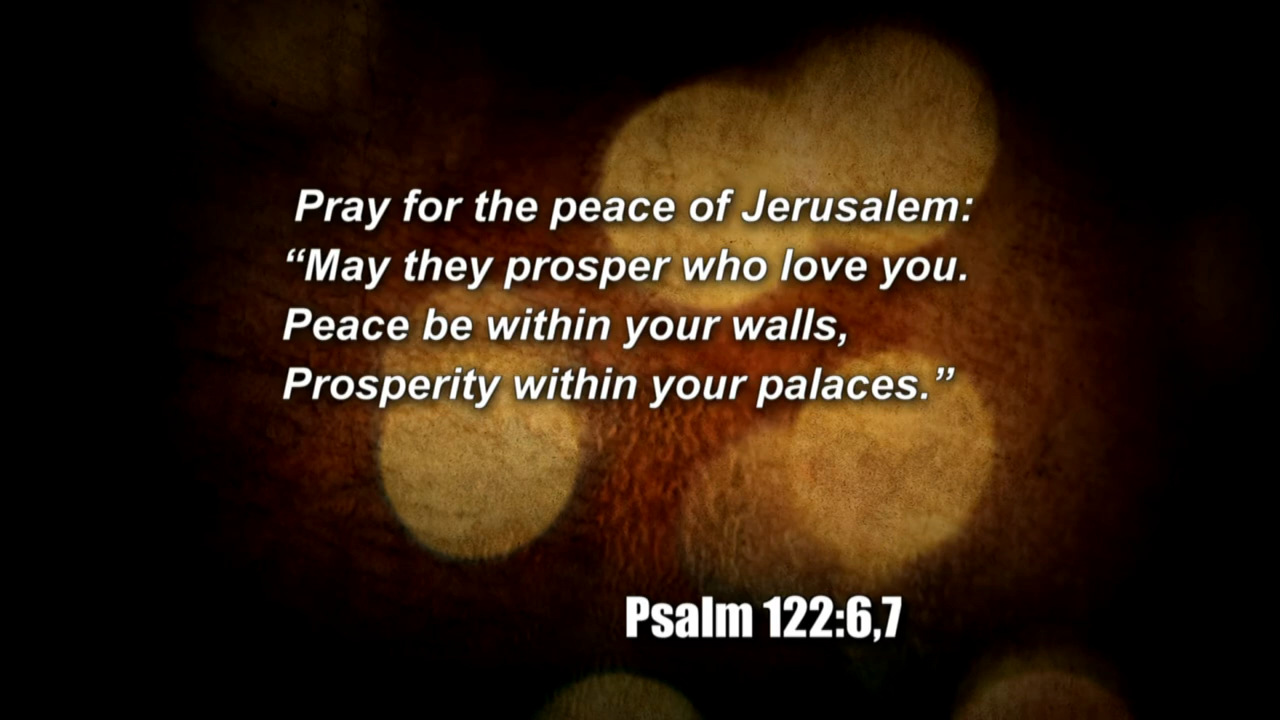 Pray for the peace of Jerusalem:
“May they prosper who love you.
Peace be within your walls,
Prosperity within your palaces.”
Psalm 122:6,7